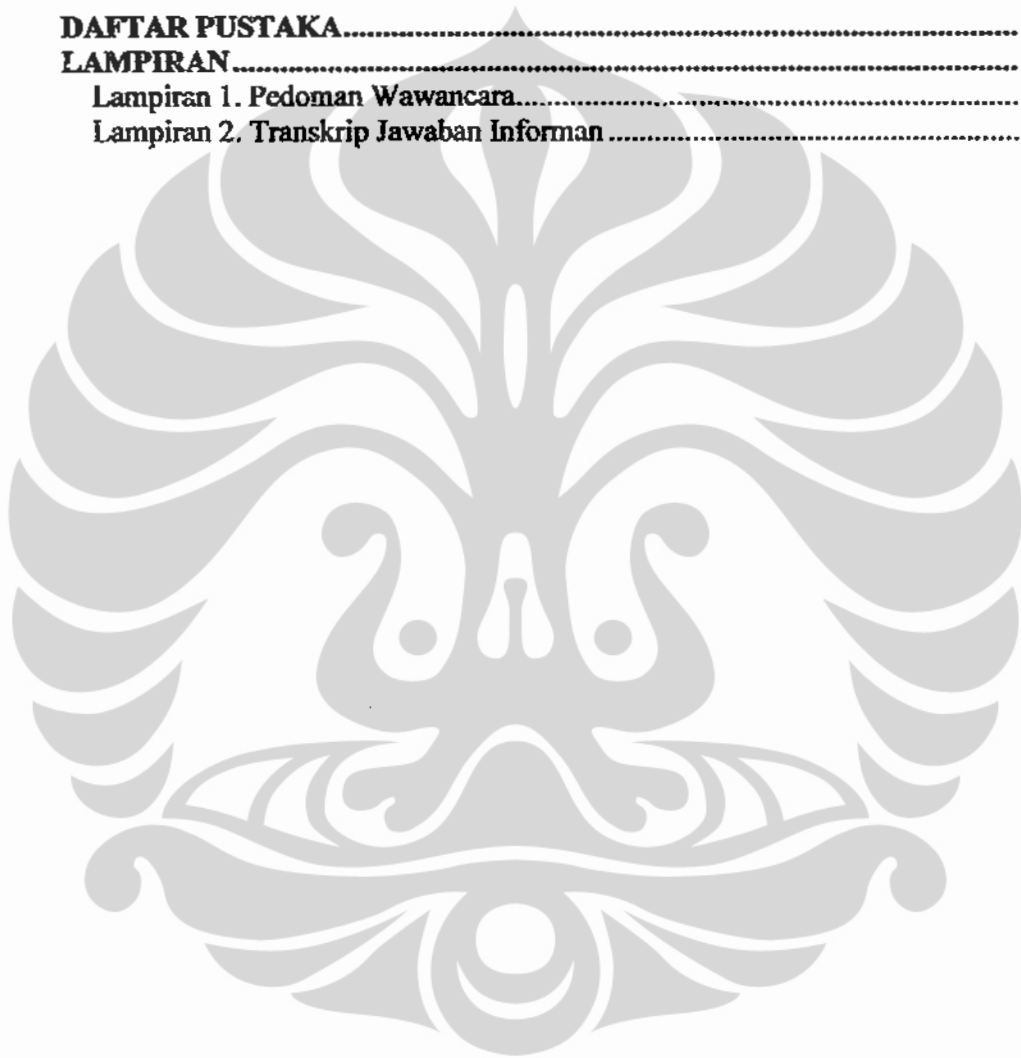 DAFTAR PUSTAKA
LAMPIRAN
Lampiran 1. Pedoman Wawancara
Lampiran 2. Transkrip Jawaban Informan